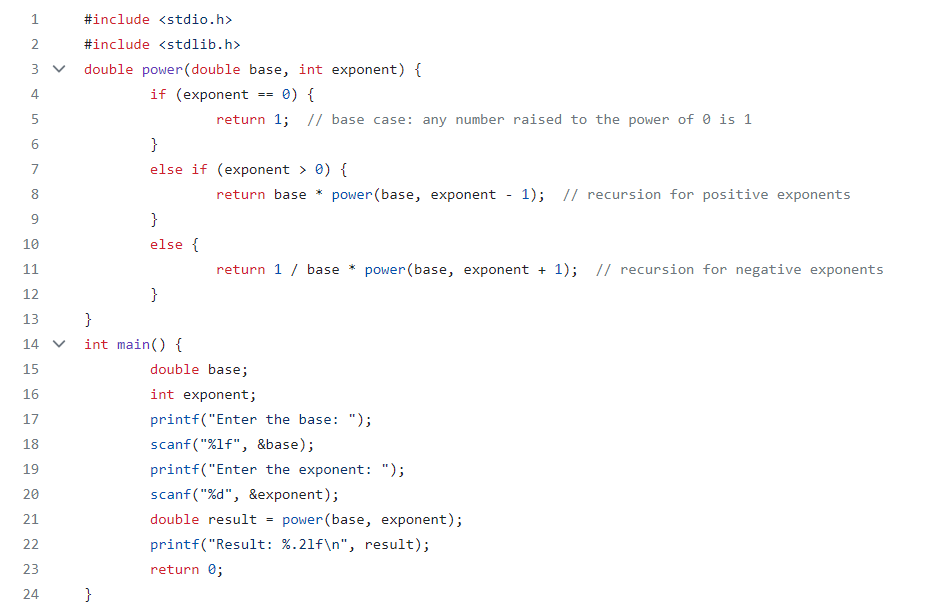 1 #include <stdio.h>
2 #include <stdlib.h>
3 double power(double base, int exponent) {
4 if (exponent == 0) {
5 return 1;  // base case: any number raised to the power of 0 is 1
6 }
7 else if (exponent > 0) {
8 return base * power(base, exponent - 1);  // recursion for positive exponents
9 }
10 else {
11 return 1 / base * power(base, exponent + 1);  // recursion for negative exponents
12 }
13 }
14 int main() {
15 double base;
16 int exponent;
17 printf("Enter the base: ");
18 scanf("%lf", &base);
19 printf("Enter the exponent: ");
20 scanf("%d", &exponent);
21 double result = power(base, exponent);
22 printf("Result: %.2lf\n", result);
23 return 0;
24 }